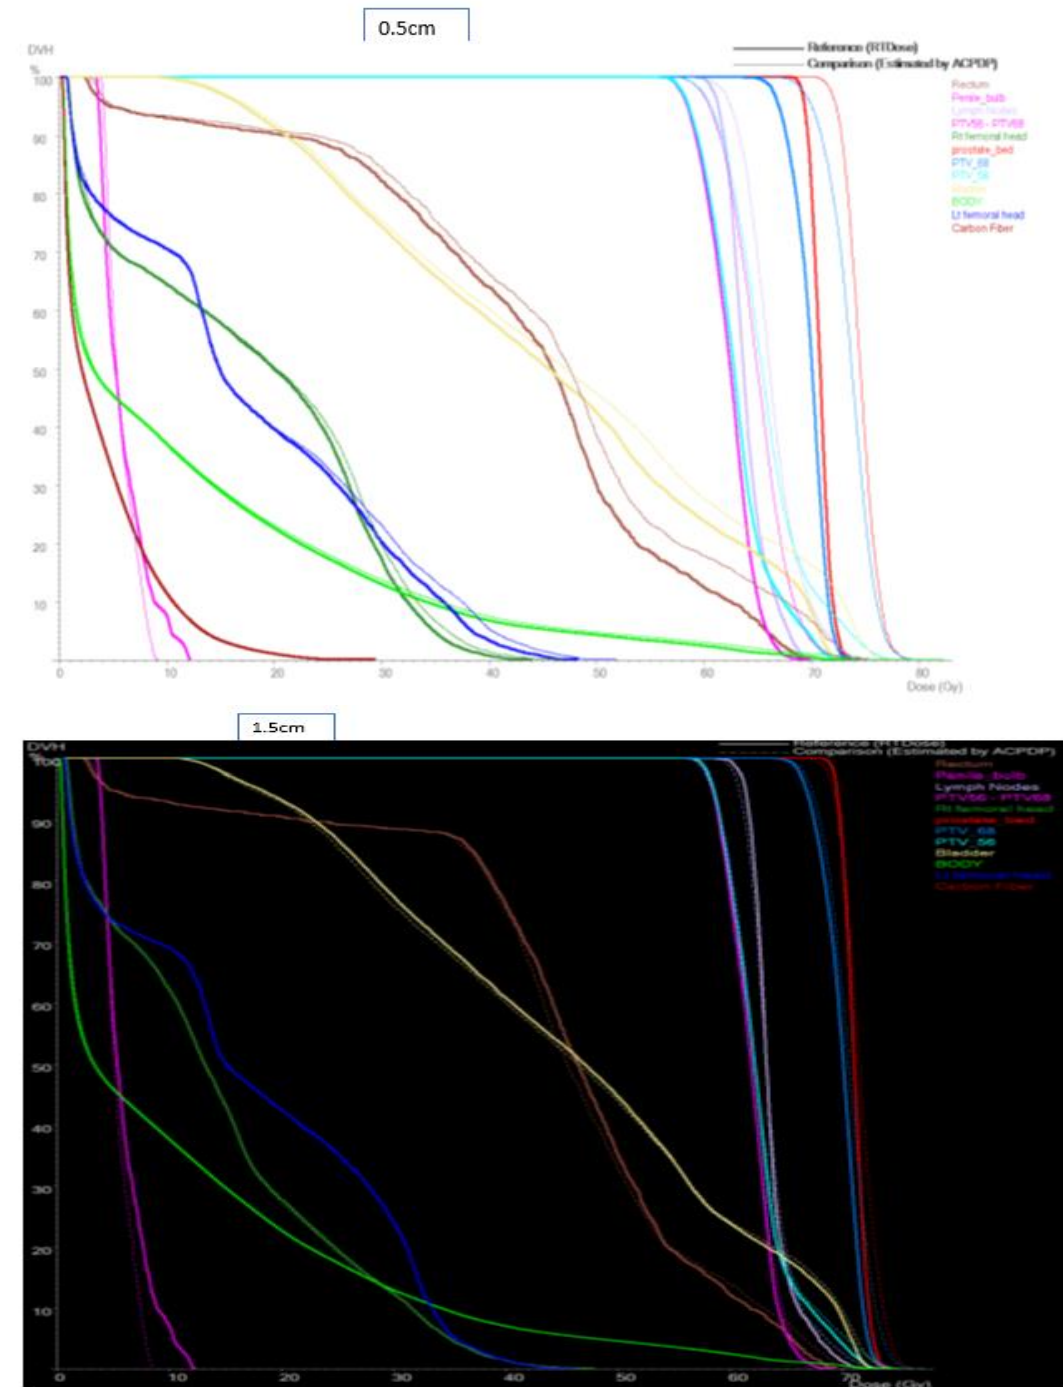 0.5cm
DVH
%
Reference (RTDose)
Comparison (Estimated by ACPDP)
Rectum
Penile_bulb
Lymph Nodes
PTV56 - PTV68
Rt femoral head
prostate_bed
PTV_68
PTV_56
Bladder
BODY
Lt femoral head
Carbon Fiber
100
90
80
70
60
50
40
30
20
10
0 10 20 30 40 50 60 70 80
Dose (Gy)
1.5cm
DVH
%
Reference (RTDose)
Comparison (Estimated by ACPDP)
Rectum
Penile_bulb
Lymph Nodes
PTV56 - PTV68
Rt femoral head
prostate_bed
PTV_68
PTV_56
Bladder
BODY
Lt femoral head
Carbon Fiber
100
90
80
70
60
50
40
30
20
10
0 10 20 30 40 50 60 70
Dose (Gy)